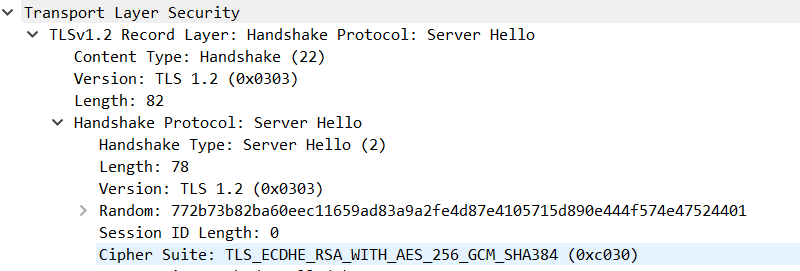 Transport Layer Security
TLSv1.2 Record Layer: Handshake Protocol: Server Hello
Content Type: Handshake (22)
Version: TLS 1.2 (0x0303)
Length: 82
Handshake Protocol: Server Hello
Handshake Type: Server Hello (2)
Length: 78
Version: TLS 1.2 (0x0303)
Random: 772b73b82ba60eec11659ad83a9a2fe4d87e4105715d890e444f574e47524401
Session ID Length: 0
Cipher Suite: TLS_ECDHE_RSA_WITH_AES_256_GCM_SHA384 (0xc030)